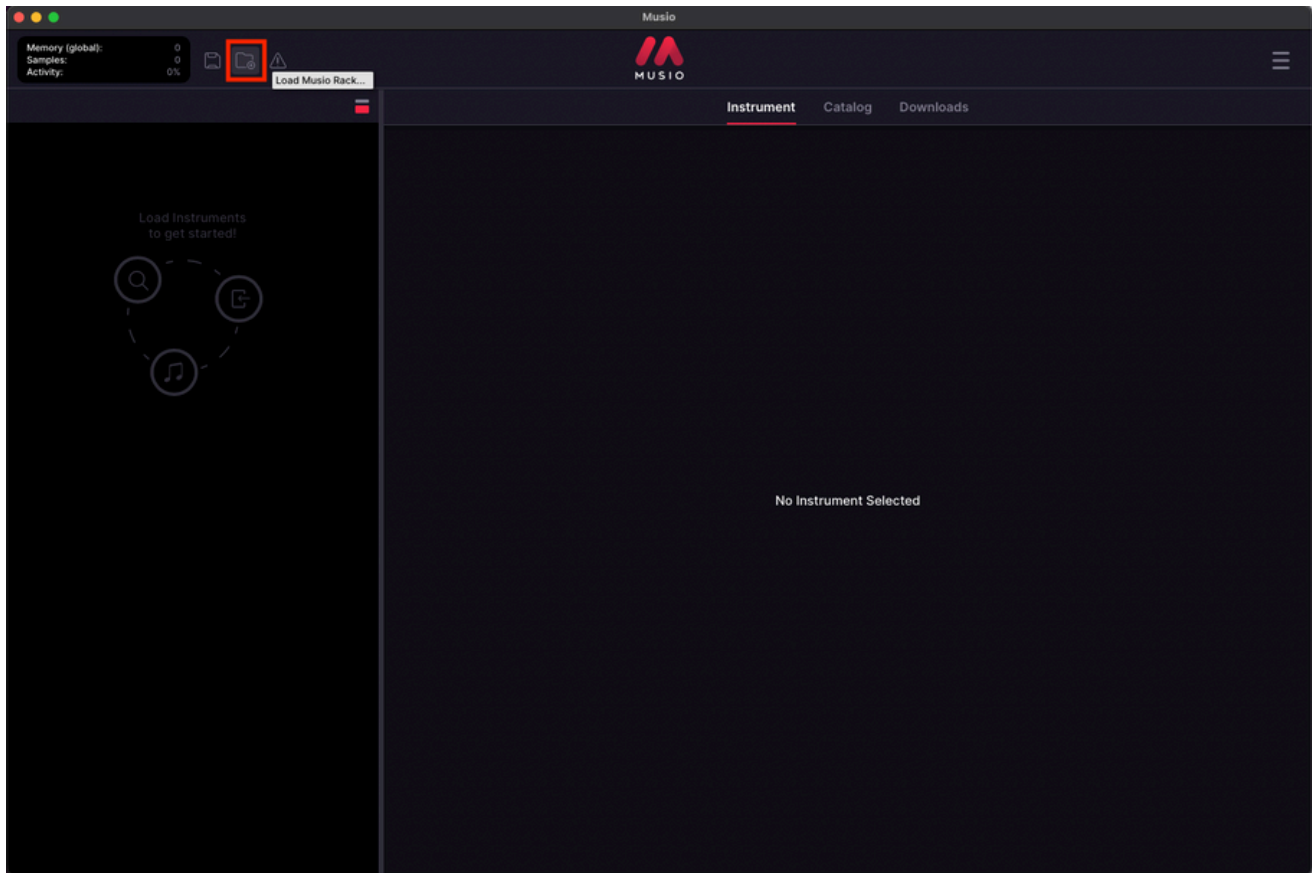 Musio
Memory (global): 0
Samples: 0
Activity: 0%
Load Musio Rack...
MUSIO
Instrument Catalog Downloads
Load Instruments
to get started!
No Instrument Selected